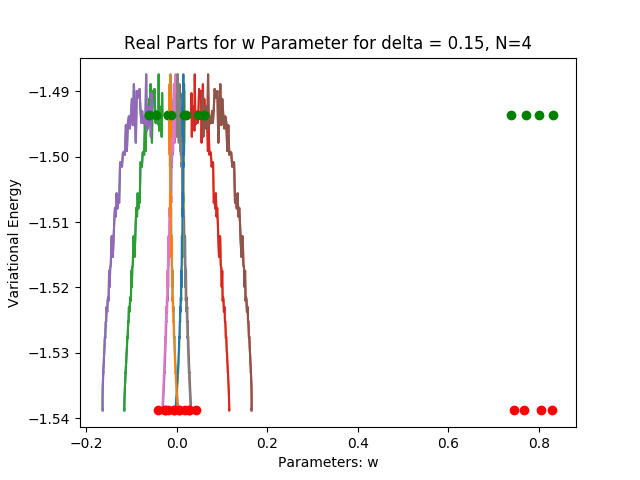 Real Parts for w Parameter for delta = 0.15, N=4
Variational Energy
−1.49
−1.50
−1.51
−1.52
−1.53
−1.54
−0.2 0.0 0.2 0.4 0.6 0.8
Parameters: w